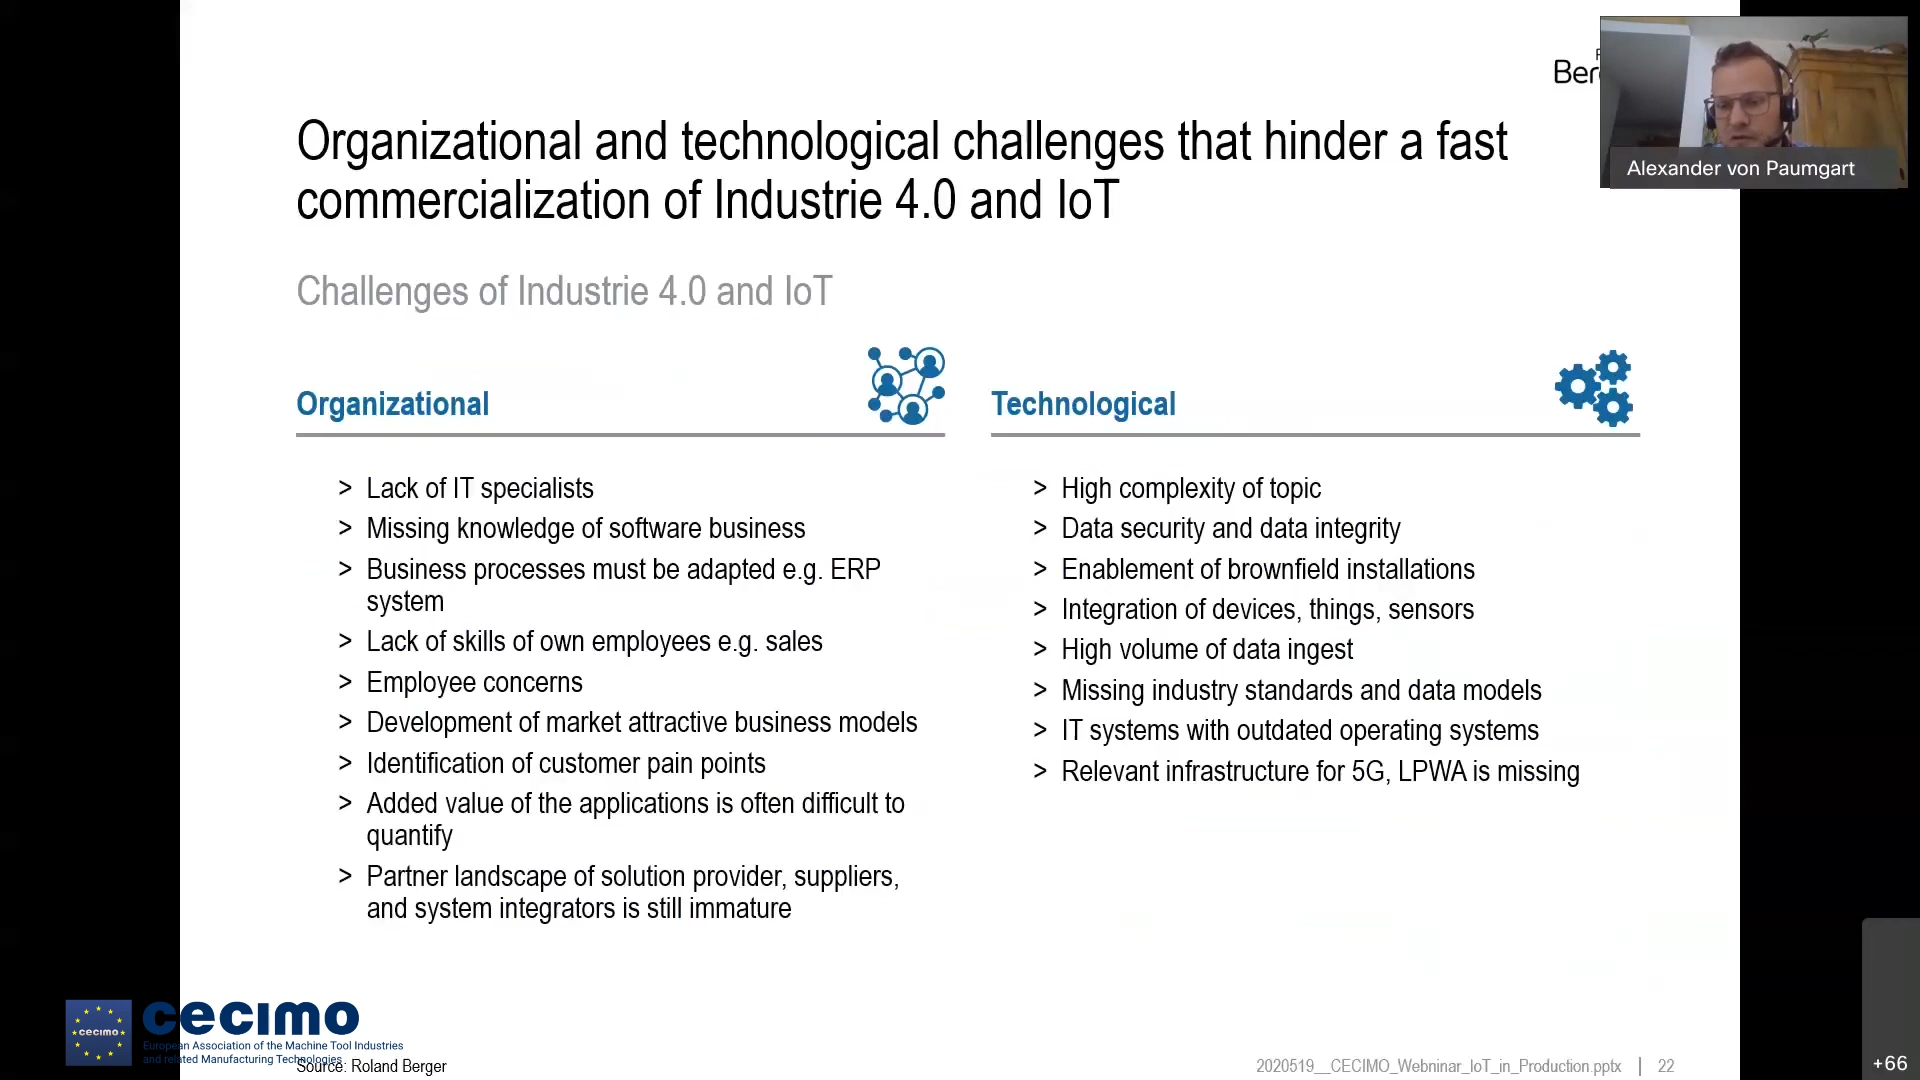 Ber
Alexander von Paumgart
Organizational and technological challenges that hinder a fast
commercialization of Industrie 4.0 and IoT
Challenges of Industrie 4.0 and IoT
Organizational
> Lack of IT specialists
> Missing knowledge of software business
> Business processes must be adapted e.g. ERP
system
> Lack of skills of own employees e.g. sales
> Employee concerns
> Development of market attractive business models
> Identification of customer pain points
> Added value of the applications is often difficult to
quantify
> Partner landscape of solution provider, suppliers,
and system integrators is still immature
Technological
> High complexity of topic
> Data security and data integrity
> Enablement of brownfield installations
> Integration of devices, things, sensors
> High volume of data ingest
> Missing industry standards and data models
> IT systems with outdated operating systems
> Relevant infrastructure for 5G, LPWA is missing
cecimo
cecimo
European Association of the Machine Tool Industries
and related Manufacturing Technologies
Source: Roland Berger
2020519__CECIMO_Webninar_IoT_in_Production.pptx | 22
+66